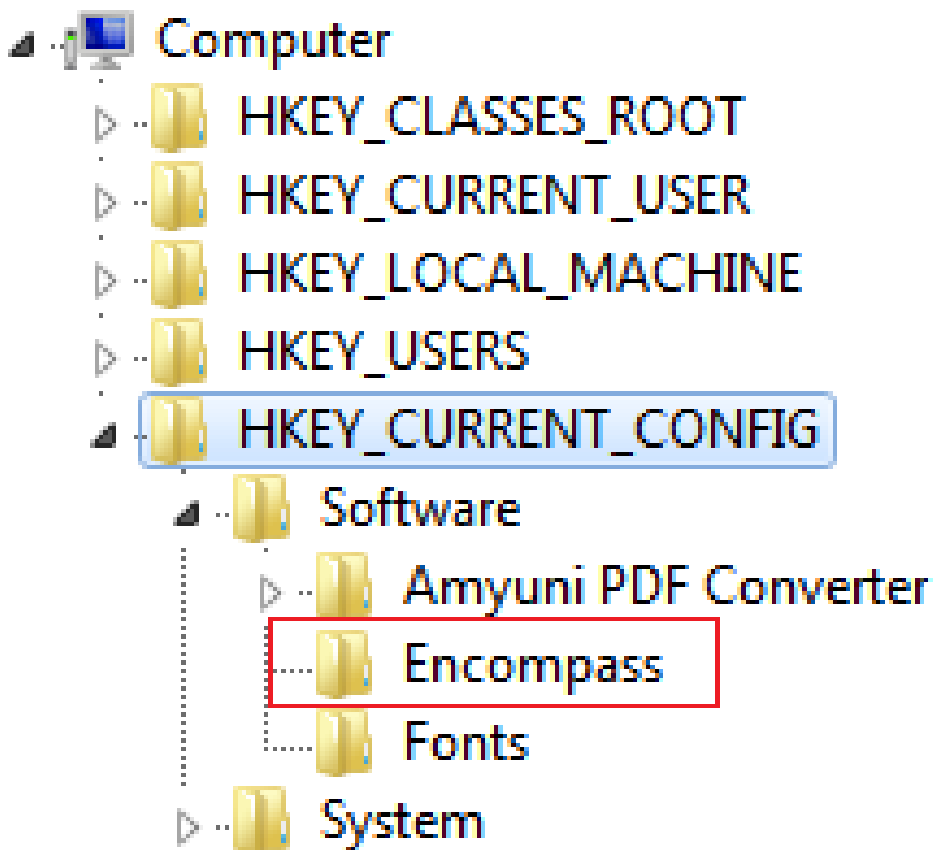 Computer
HKEY_CLASSES_ROOT
HKEY_CURRENT_USER
HKEY_LOCAL_MACHINE
HKEY_USERS
HKEY_CURRENT_CONFIG
Software
Amyuni PDF Converter
Encompass
Fonts
System